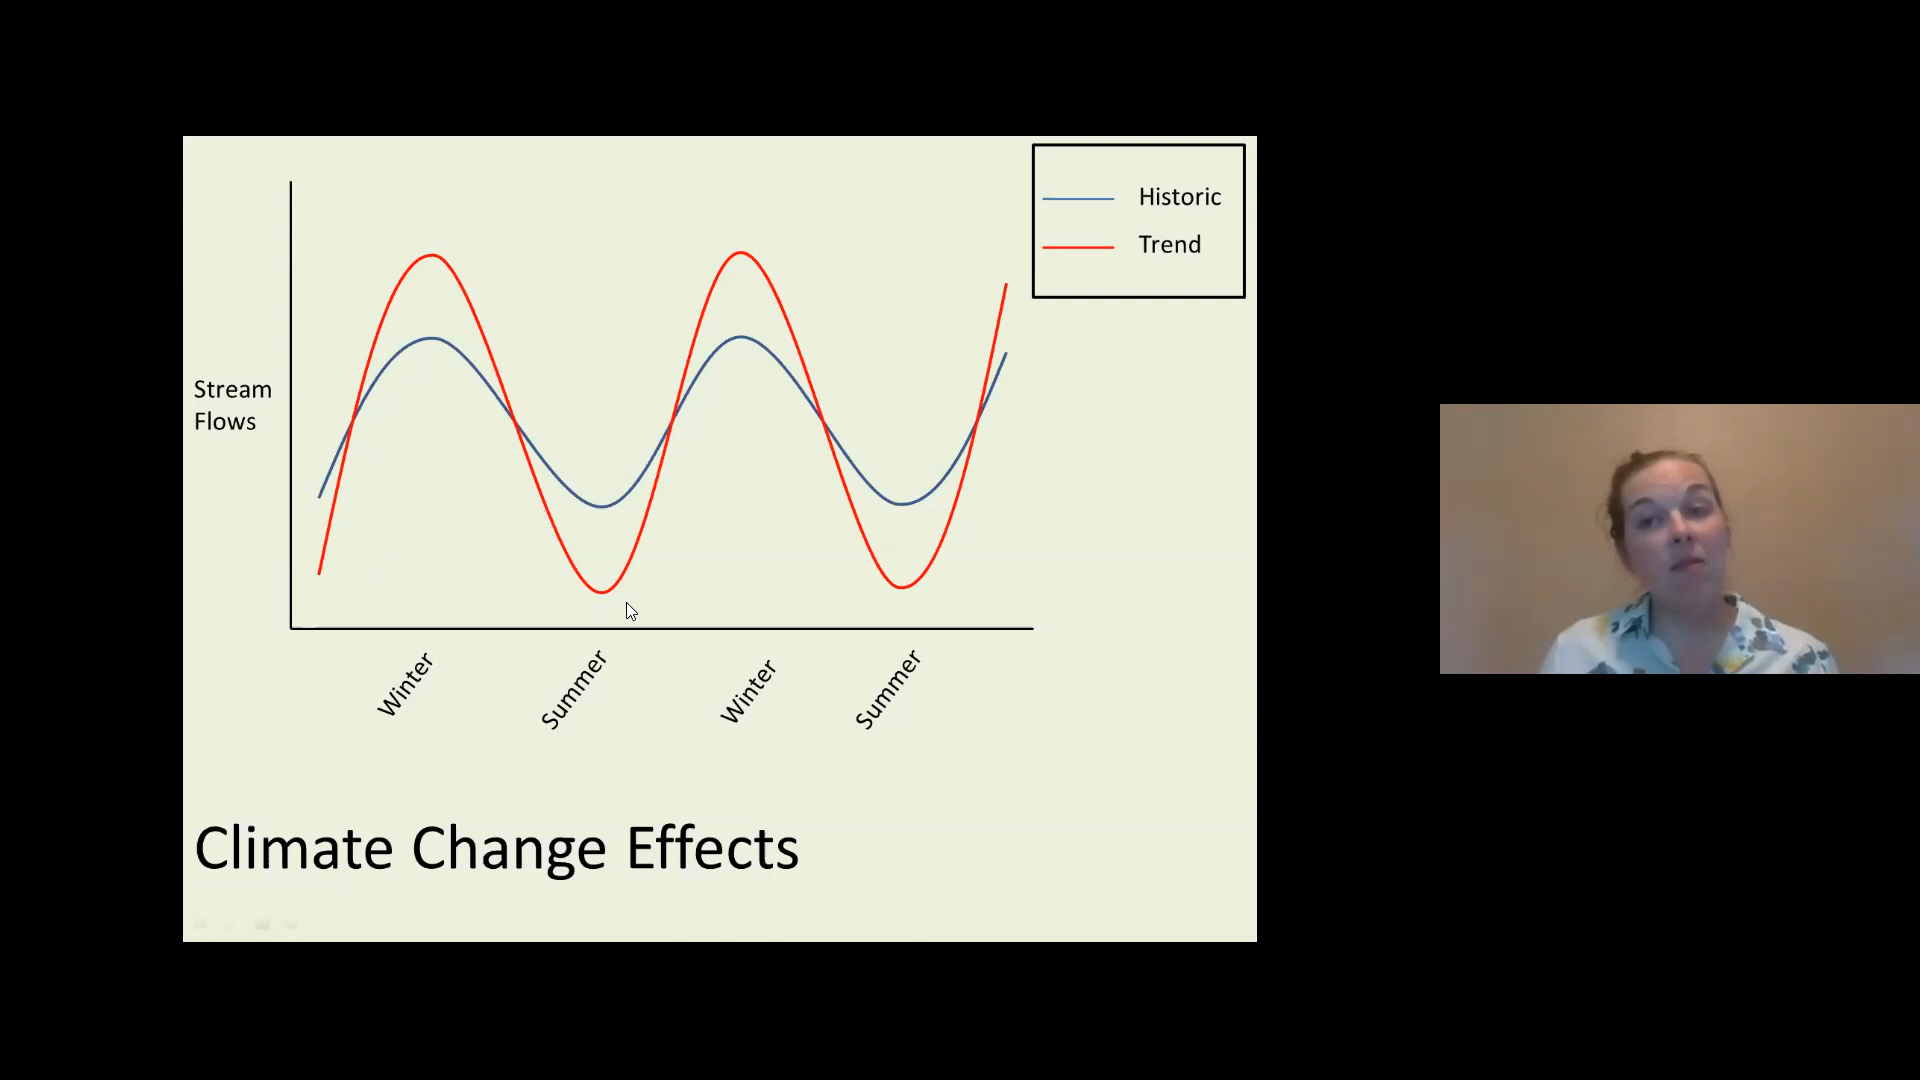 Historic
Trend
Stream
Flows
Winter
Summer
Winter
Summer
Climate Change Effects